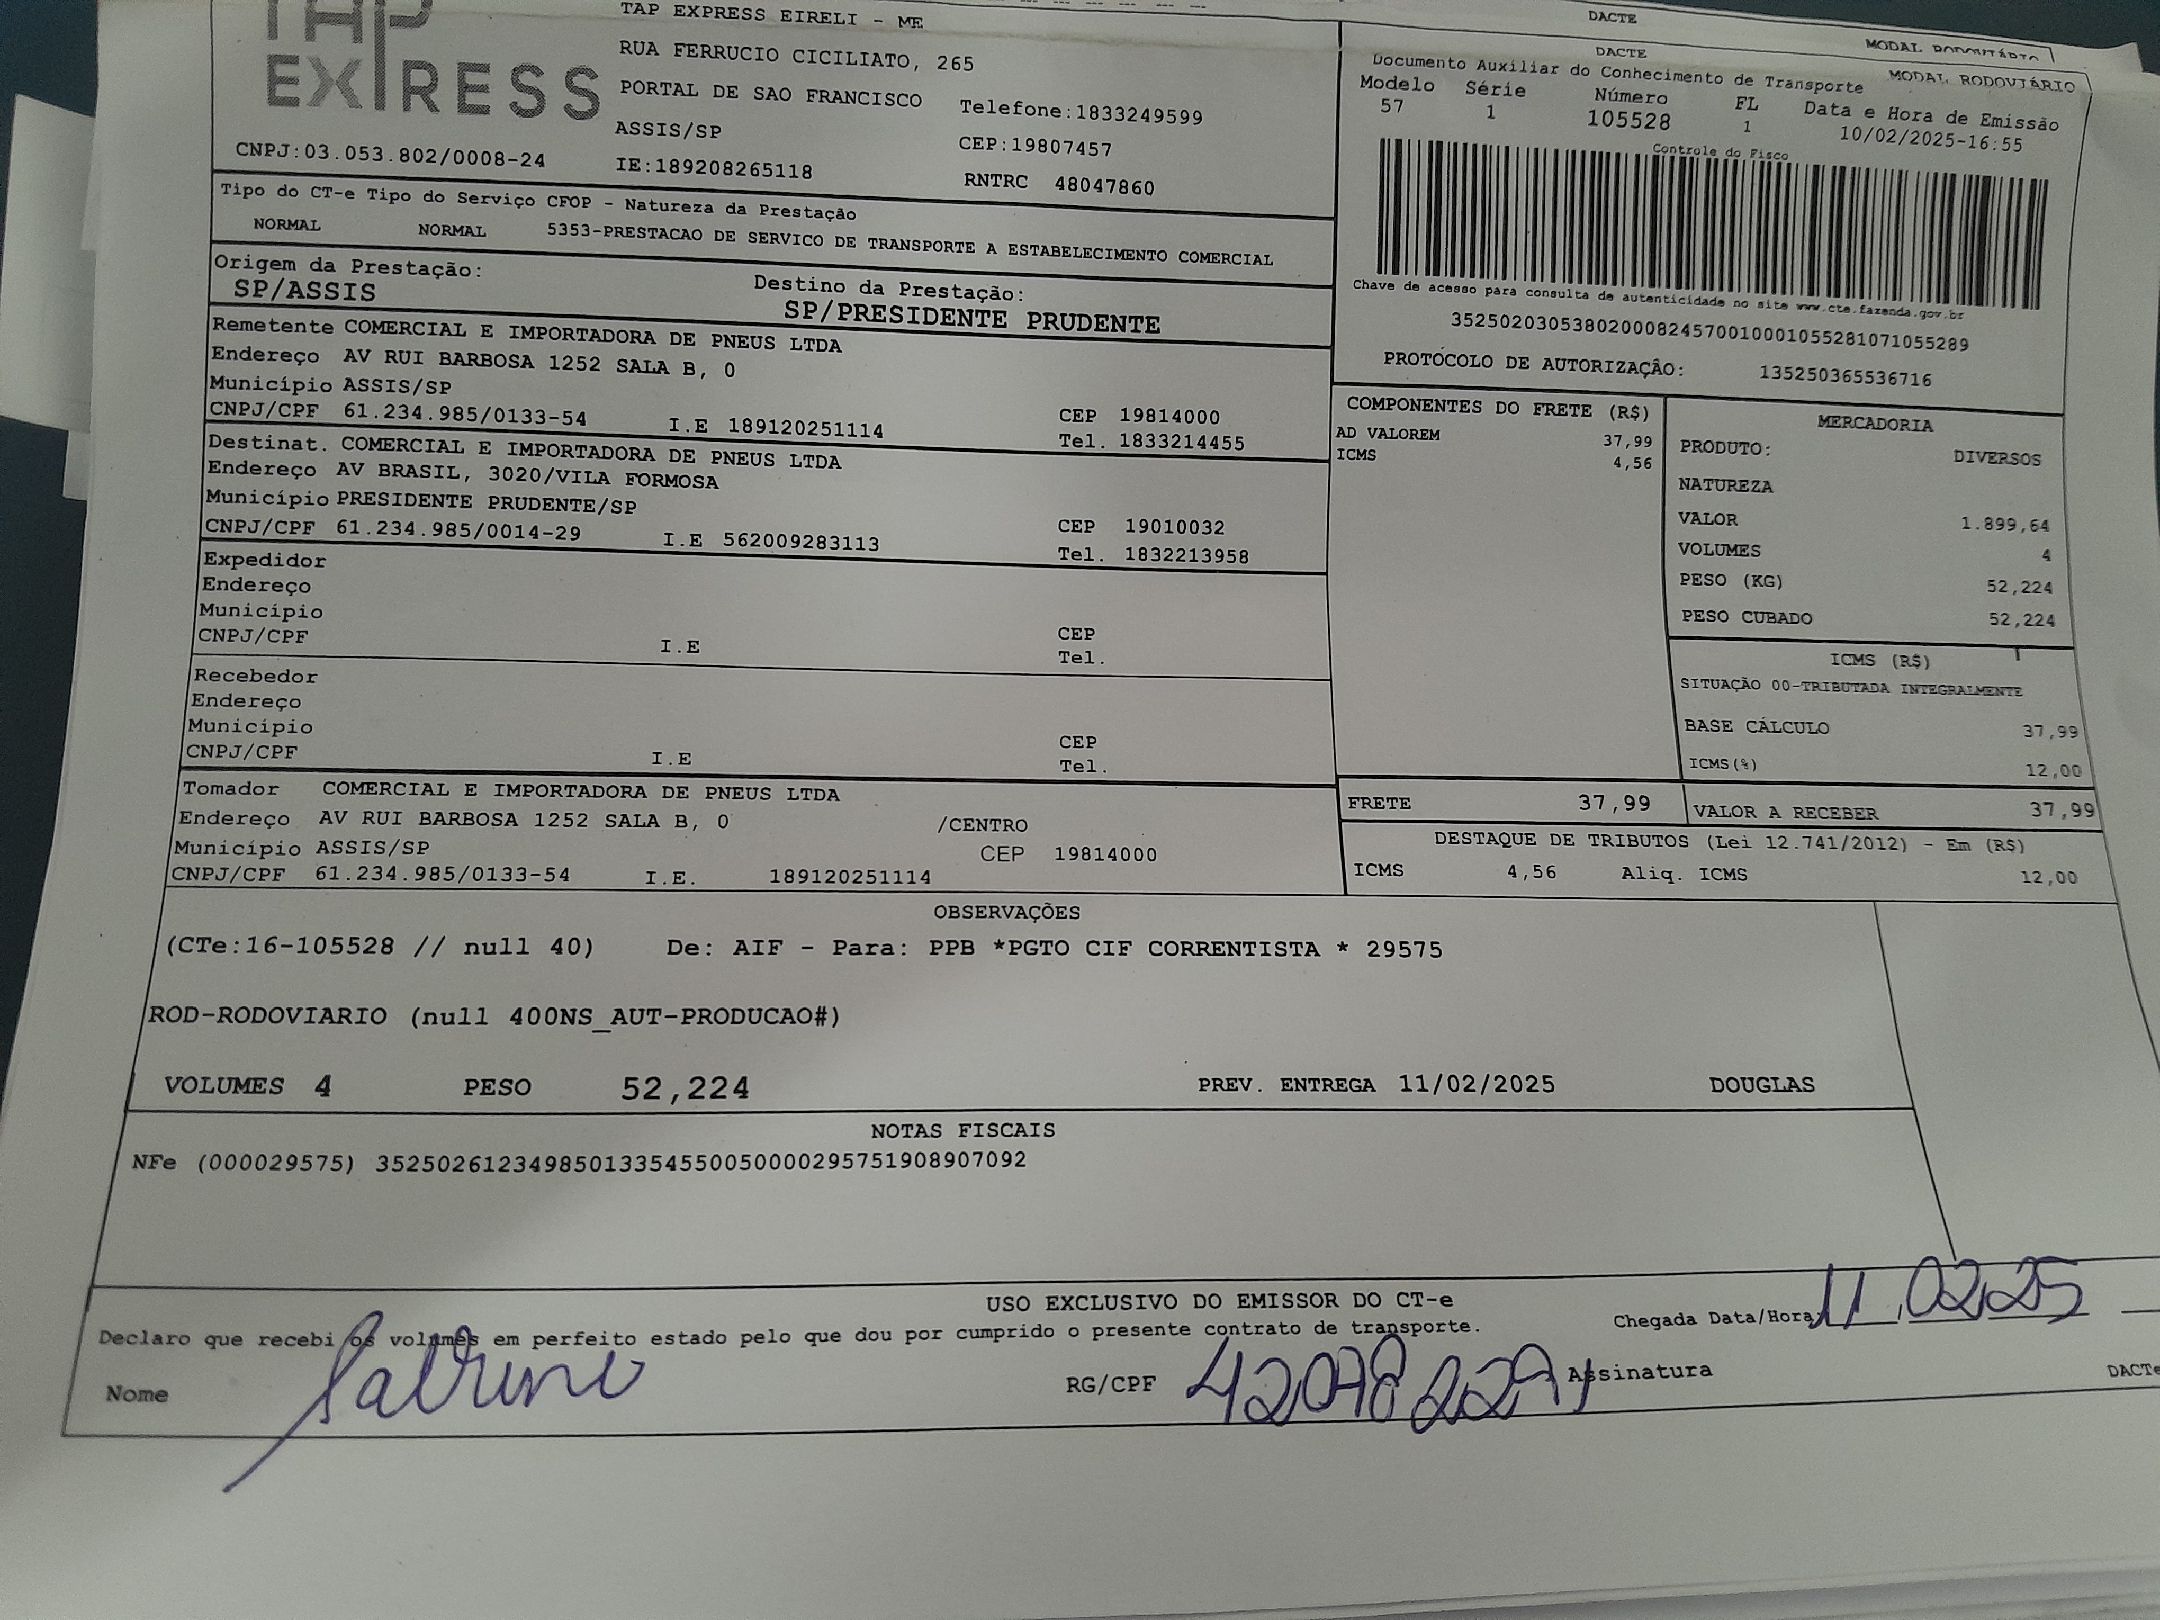 TAP
EXPRESS
TAP EXPRESS EIRELI - ME
RUA FERRUCIO CICILIATO, 265
PORTAL DE SAO FRANCISCO Telefone:1833249599
ASSIS/SP CEP:19807457
CNPJ:03.053.802/0008-24 IE:189208265118 RNTRC 48047860
DACTE
MODAL RODOVIÁRIO
DACTE
Documento Auxiliar do Conhecimento de Transporte MODAL RODOVIÁRIO
Modelo Série Número FL Data e Hora de Emissão
57 1 105528 1 10/02/2025-16:55
Controle do Fisco
Chave de acesso para consulta de autenticidade no site www.cte.fazenda.gov.br
35250203053802000824570010001055281071055289
PROTOCOLO DE AUTORIZAÇÃO: 135250365536716
Tipo do CT-e Tipo do Serviço CFOP - Natureza da Prestação
NORMAL NORMAL 5353-PRESTACAO DE SERVICO DE TRANSPORTE A ESTABELECIMENTO COMERCIAL
Origem da Prestação: Destino da Prestação:
SP/ASSIS SP/PRESIDENTE PRUDENTE
Remetente COMERCIAL E IMPORTADORA DE PNEUS LTDA
Endereço AV RUI BARBOSA 1252 SALA B, 0
Município ASSIS/SP CEP 19814000
CNPJ/CPF 61.234.985/0133-54 I.E 189120251114 Tel. 1833214455
Destinat. COMERCIAL E IMPORTADORA DE PNEUS LTDA
Endereço AV BRASIL, 3020/VILA FORMOSA
Município PRESIDENTE PRUDENTE/SP CEP 19010032
CNPJ/CPF 61.234.985/0014-29 I.E 562009283113 Tel. 1832213958
Expedidor
Endereço
Município CEP
CNPJ/CPF I.E Tel.
Recebedor
Endereço
Município CEP
CNPJ/CPF I.E Tel.
Tomador COMERCIAL E IMPORTADORA DE PNEUS LTDA
Endereço AV RUI BARBOSA 1252 SALA B, 0 /CENTRO
Município ASSIS/SP CEP 19814000
CNPJ/CPF 61.234.985/0133-54 I.E. 189120251114
COMPONENTES DO FRETE (R$)
AD VALOREM 37,99
ICMS 4,56
MERCADORIA
PRODUTO: DIVERSOS
NATUREZA
VALOR 1.899,64
VOLUMES 4
PESO (KG) 52,224
PESO CUBADO 52,224
ICMS (R$)
SITUAÇÃO 00-TRIBUTADA INTEGRALMENTE
BASE CÁLCULO 37,99
ICMS(%) 12,00
FRETE 37,99 VALOR A RECEBER 37,99
DESTAQUE DE TRIBUTOS (Lei 12.741/2012) - Em (R$)
ICMS 4,56 Aliq. ICMS 12,00
OBSERVAÇÕES
(CTe:16-105528 // null 40) De: AIF - Para: PPB *PGTO CIF CORRENTISTA * 29575
ROD-RODOVIARIO (null 400NS_AUT-PRODUCAO#)
VOLUMES 4 PESO 52,224 PREV. ENTREGA 11/02/2025 DOUGLAS
NOTAS FISCAIS
NFe (000029575) 35250261234985013354550050000295751908907092
USO EXCLUSIVO DO EMISSOR DO CT-e
Declaro que recebi os volumes em perfeito estado pelo que dou por cumprido o presente contrato de transporte. Chegada Data/Hora 11 02 25
Nome RG/CPF Assinatura
DACTe